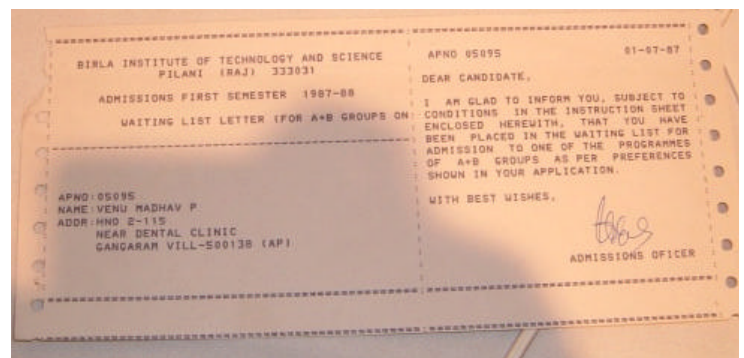 BIRLA INSTITUTE OF TECHNOLOGY AND SCIENCE
PILANI (RAJ) 333031
ADMISSIONS FIRST SEMESTER 1987-88
WAITING LIST LETTER (FOR A+B GROUPS ON
APNO:05095
NAME:VENU MADHAV P
ADDR:HNO 2-115
NEAR DENTAL CLINIC
GANGARAM VILL-500138 (AP)
APNO 05095 01-07-87
DEAR CANDIDATE,
I AM GLAD TO INFORM YOU, SUBJECT TO
CONDITIONS IN THE INSTRUCTION SHEET
ENCLOSED HEREWITH, THAT YOU HAVE
BEEN PLACED IN THE WAITING LIST FOR
ADMISSION TO ONE OF THE PROGRAMMES
OF A+B GROUPS AS PER PREFERENCES
SHOWN IN YOUR APPLICATION.
WITH BEST WISHES,
ADMISSIONS OFICER